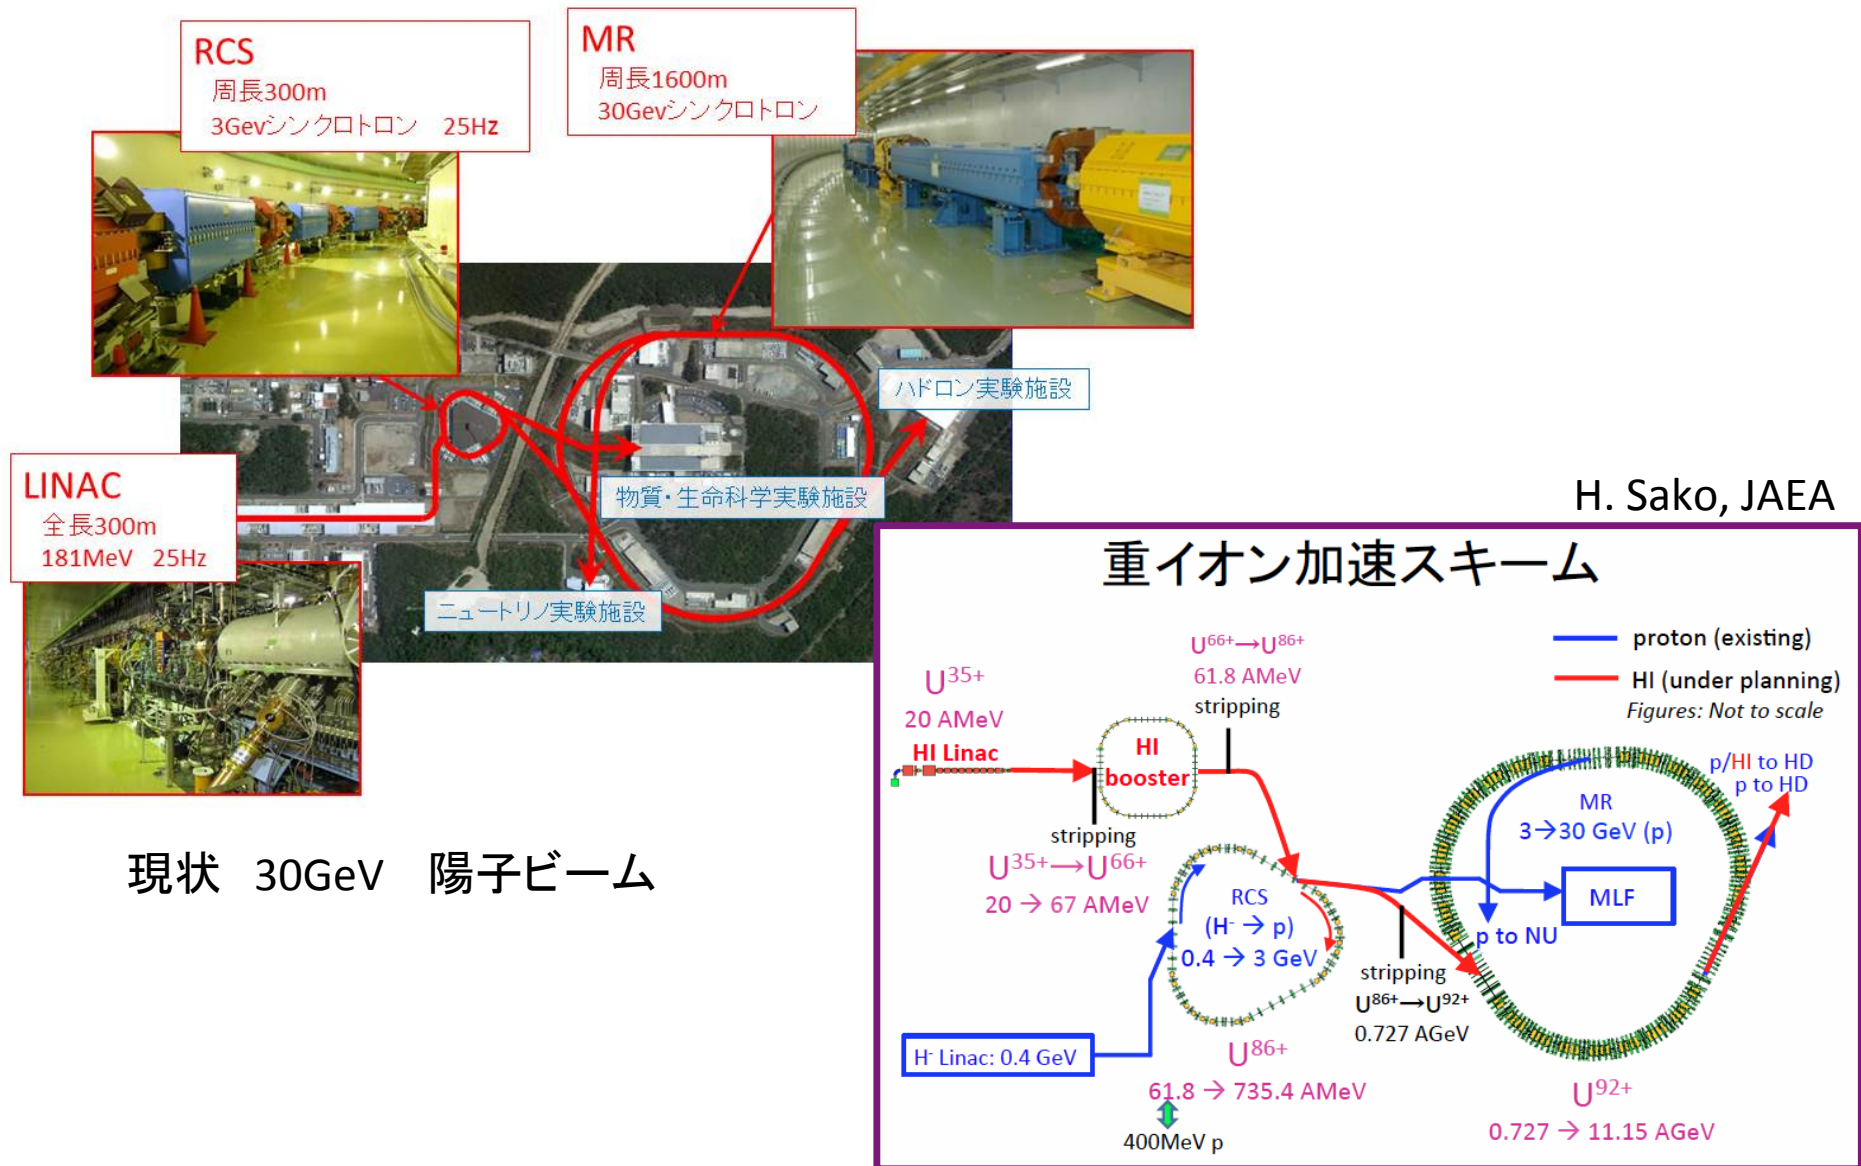 RCS
周長300m
3Gevシンクロトロン 25Hz
MR
周長1600m
30Gevシンクロトロン
ハドロン実験施設
LINAC
全長300m
181MeV 25Hz
物質・生命科学実験施設
ニュートリノ実験施設
現状 30GeV 陽子ビーム
H. Sako, JAEA
重イオン加速スキーム
proton (existing)
HI (under planning)
Figures: Not to scale
U35+
20 AMeV
HI Linac
U66+→U86+
61.8 AMeV
stripping
HI
booster
stripping
U35+→U66+
20 → 67 AMeV
RCS
(H- → p)
0.4 → 3 GeV
p/HI to HD
p to HD
MR
3→30 GeV (p)
MLF
p to NU
stripping
U86+→U92+
0.727 AGeV
H- Linac: 0.4 GeV
U86+
61.8 → 735.4 AMeV
400MeV p
U92+
0.727 → 11.15 AGeV